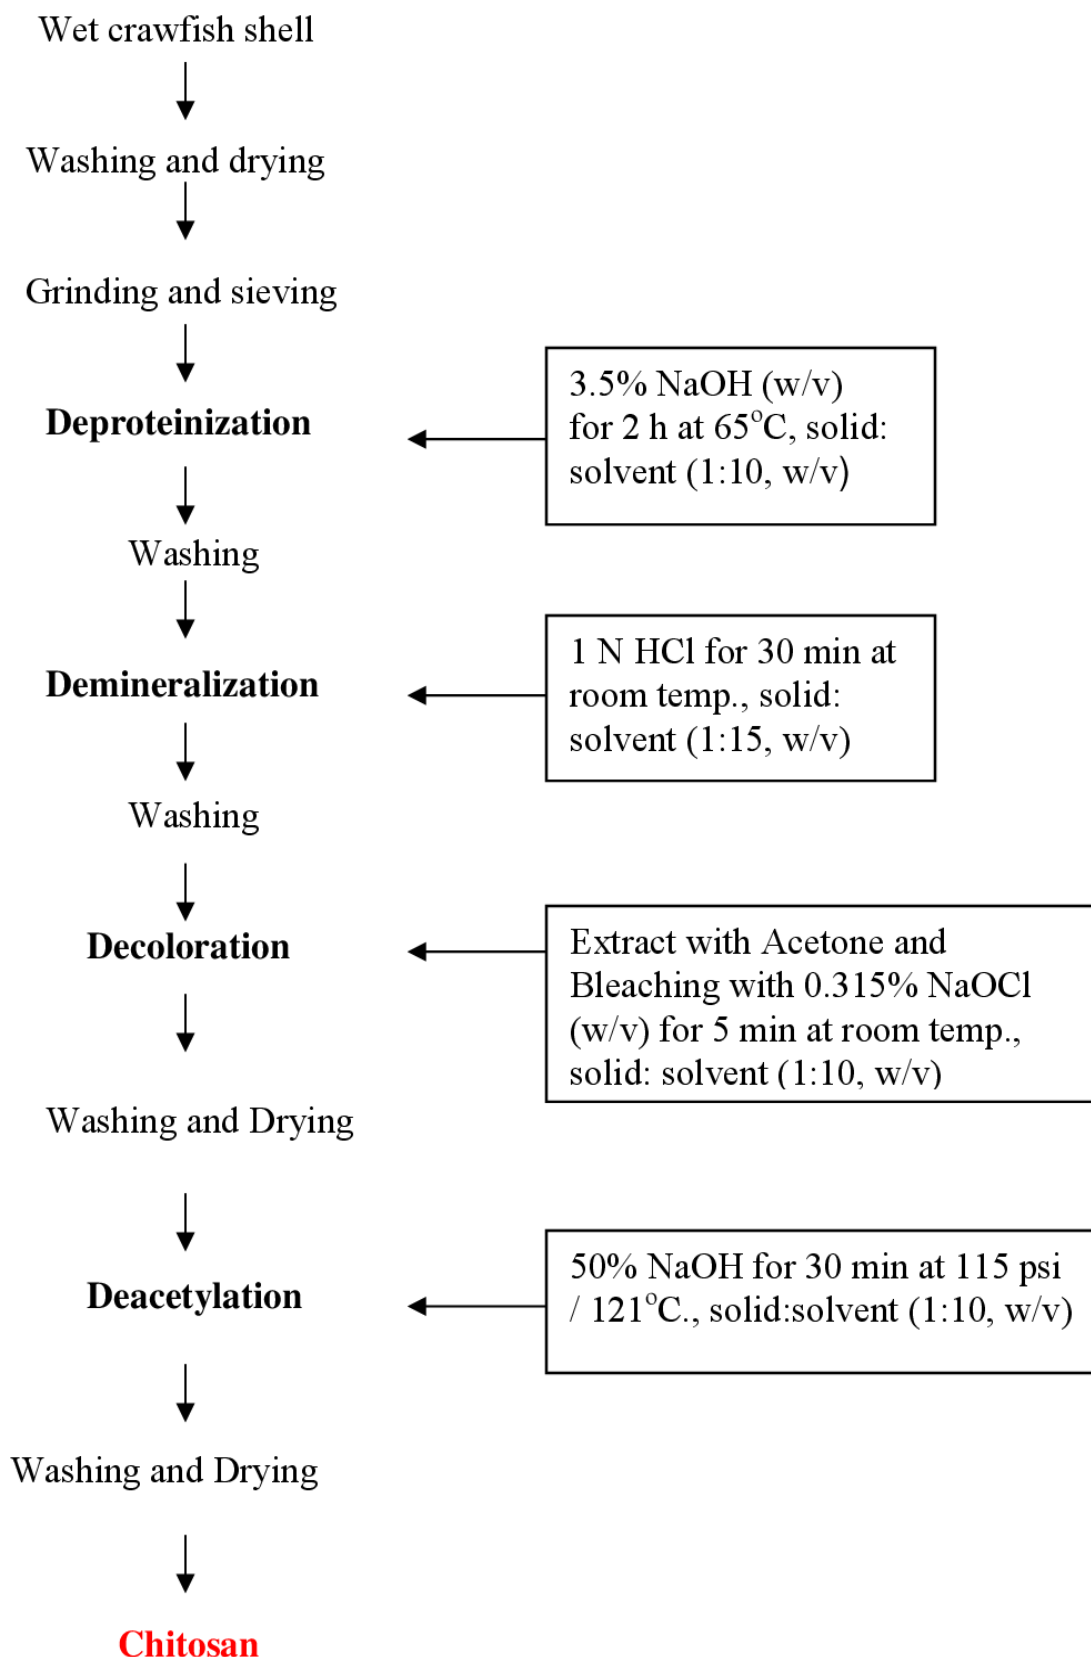 Wet crawfish shell
Washing and drying
Grinding and sieving
Deproteinization
3.5% NaOH (w/v)
for 2 h at 65°C, solid:
solvent (1:10, w/v)
Washing
Demineralization
1 N HCl for 30 min at
room temp., solid:
solvent (1:15, w/v)
Washing
Decoloration
Extract with Acetone and
Bleaching with 0.315% NaOCl
(w/v) for 5 min at room temp.,
solid: solvent (1:10, w/v)
Washing and Drying
Deacetylation
50% NaOH for 30 min at 115 psi
/ 121°C., solid:solvent (1:10, w/v)
Washing and Drying
Chitosan